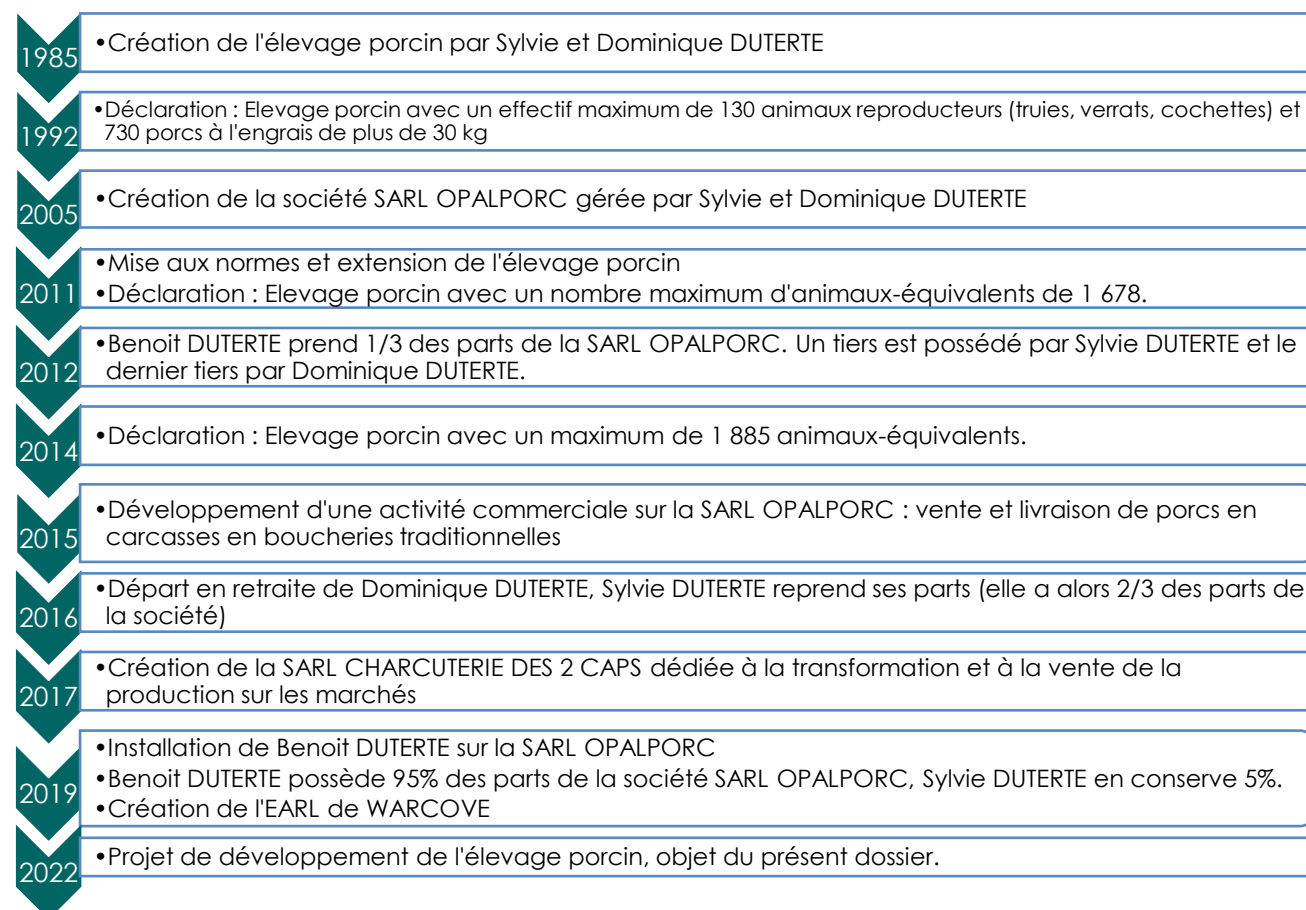 1985
•Création de l'élevage porcin par Sylvie et Dominique DUTERTE
1992
•Déclaration : Elevage porcin avec un effectif maximum de 130 animaux reproducteurs (truies, verrats, cochettes) et
730 porcs à l'engrais de plus de 30 kg
2005
•Création de la société SARL OPALPORC gérée par Sylvie et Dominique DUTERTE
2011
•Mise aux normes et extension de l'élevage porcin
•Déclaration : Elevage porcin avec un nombre maximum d'animaux-équivalents de 1 678.
2012
•Benoit DUTERTE prend 1/3 des parts de la SARL OPALPORC. Un tiers est possédé par Sylvie DUTERTE et le
dernier tiers par Dominique DUTERTE.
2014
•Déclaration : Elevage porcin avec un maximum de 1 885 animaux-équivalents.
2015
•Développement d'une activité commerciale sur la SARL OPALPORC : vente et livraison de porcs en
carcasses en boucheries traditionnelles
2016
•Départ en retraite de Dominique DUTERTE, Sylvie DUTERTE reprend ses parts (elle a alors 2/3 des parts de
la société)
2017
•Création de la SARL CHARCUTERIE DES 2 CAPS dédiée à la transformation et à la vente de la
production sur les marchés
2019
•Installation de Benoit DUTERTE sur la SARL OPALPORC
•Benoit DUTERTE possède 95% des parts de la société SARL OPALPORC, Sylvie DUTERTE en conserve 5%.
•Création de l'EARL de WARCOVE
2022
•Projet de développement de l'élevage porcin, objet du présent dossier.